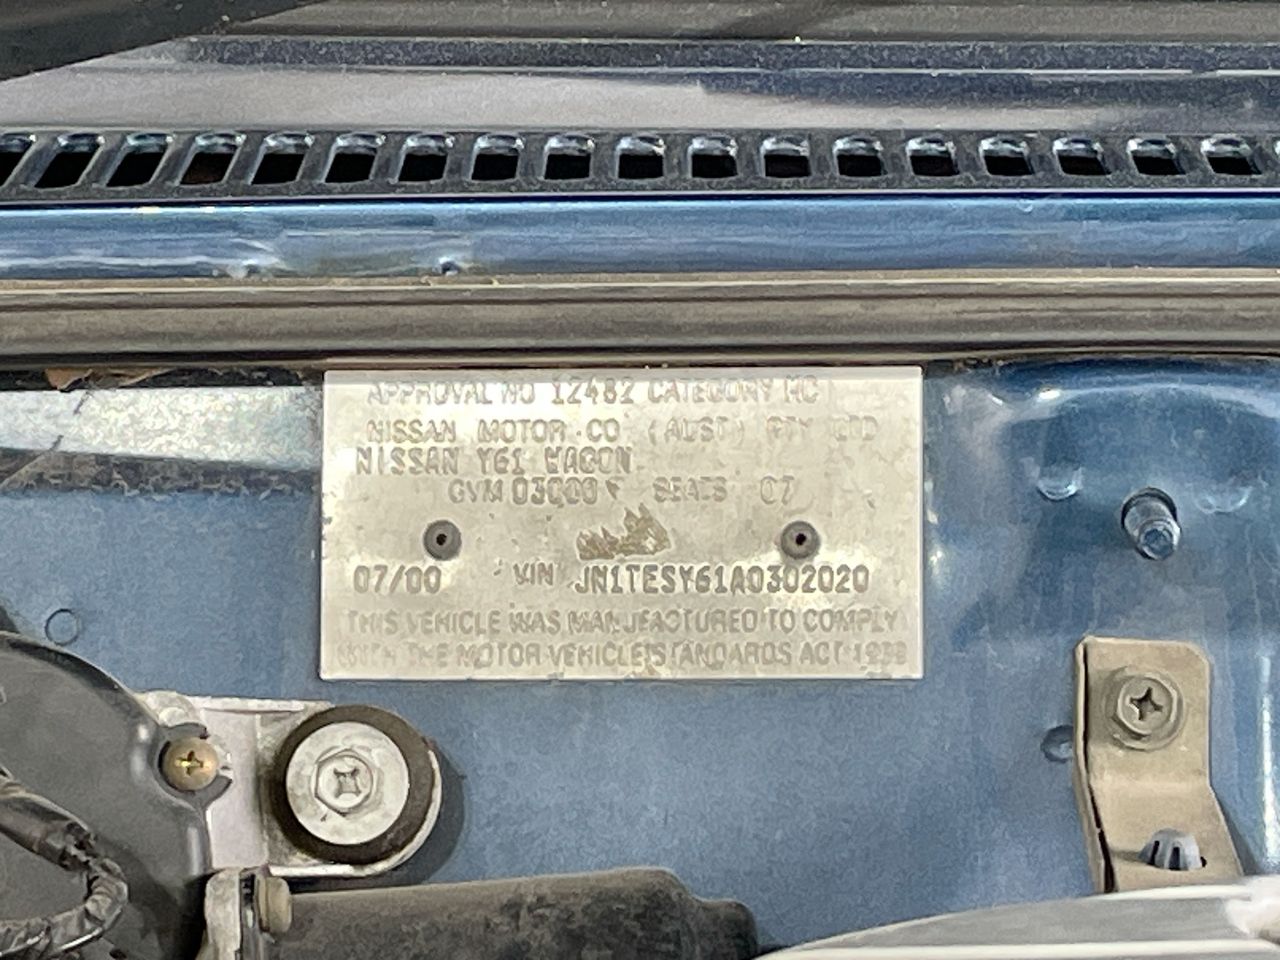 APPROVAL NO 12482 CATEGORY MC
NISSAN MOTOR CO (AUST) PTY LTD
NISSAN Y61 WAGON
GVM 03000 SEATS 07
07/00 VIN JN1TESY61A0302020
THIS VEHICLE WAS MANUFACTURED TO COMPLY
WITH THE MOTOR VEHICLE STANDARDS ACT 1989